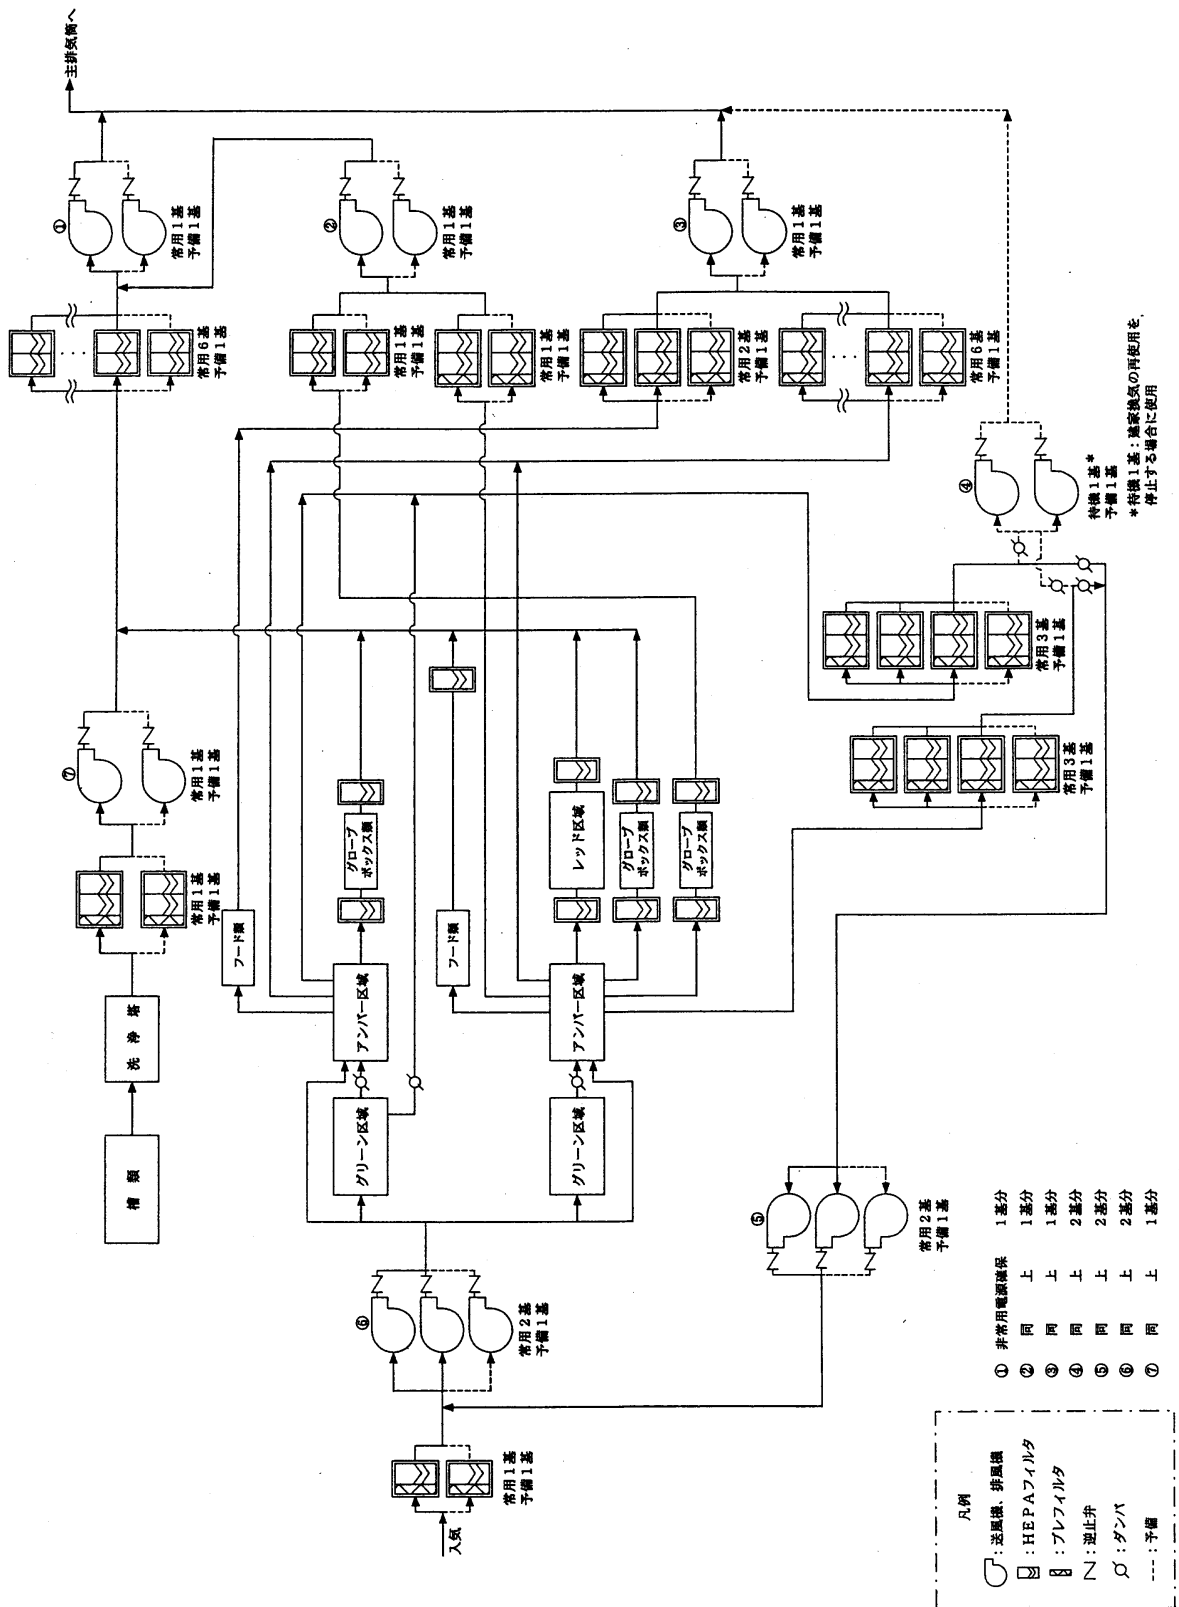 主排気筒へ
①
常用1基
予備1基
②
常用1基
予備1基
③
常用1基
予備1基
常用6基
予備1基
常用1基
予備1基
常用1基
予備1基
常用2基
予備1基
常用6基
予備1基
④
待機1基*
予備1基
*待機1基:建家換気の再使用を
停止する場合に使用
常用3基
予備1基
常用3基
予備1基
⑦
常用1基
予備1基
常用1基
予備1基
洗浄塔
槽類
フード類
グローブ
ボックス類
アンバー区域
グリーン区域
フード類
レッド区域
グローブ
ボックス類
グローブ
ボックス類
アンバー区域
グリーン区域
⑤
常用2基
予備1基
⑥
常用2基
予備1基
常用1基
予備1基
入気
① 非常用電源確保 1基分
② 同上 1基分
③ 同上 1基分
④ 同上 2基分
⑤ 同上 2基分
⑥ 同上 2基分
⑦ 同上 1基分
凡例
:送風機、排風機
:HEPAフィルタ
:プレフィルタ
:逆止弁
:ダンパ
:予備